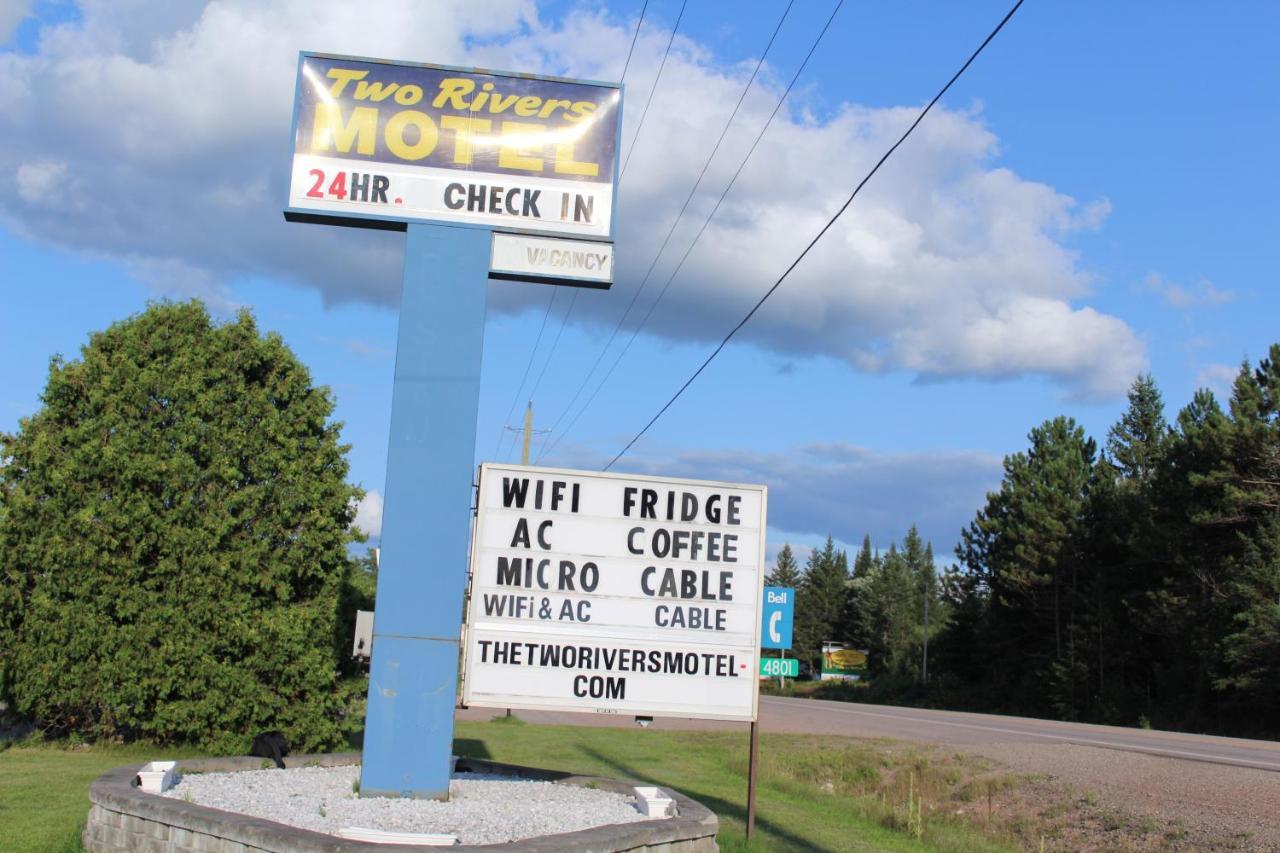 Two Rivers
MOTEL
24HR. CHECK IN
VACANCY
WIFI FRIDGE
AC COFFEE
MICRO CABLE
WIFi & AC CABLE
THETWORIVERSMOTEL.
COM
Bell
4801